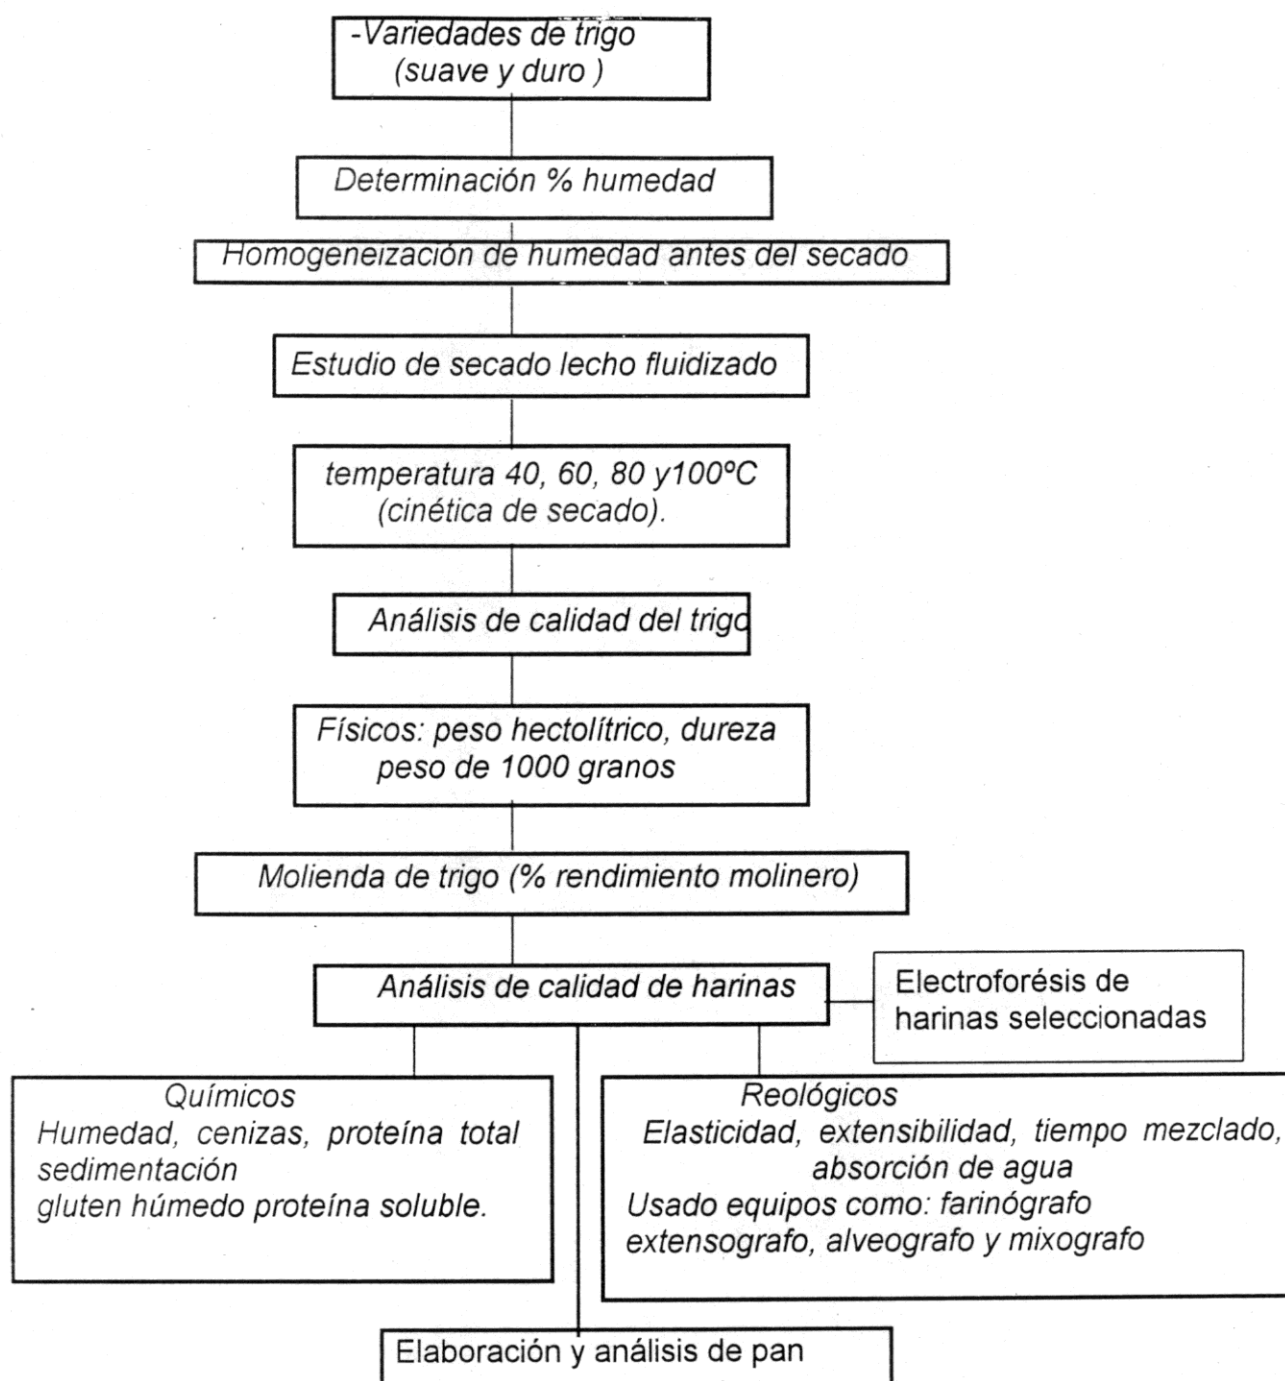 -Variedades de trigo
(suave y duro )
Determinación % humedad
Homogeneización de humedad antes del secado
Estudio de secado lecho fluidizado
temperatura 40, 60, 80 y100ºC
(cinética de secado).
Análisis de calidad del trigo
Físicos: peso hectolítrico, dureza
peso de 1000 granos
Molienda de trigo (% rendimiento molinero)
Análisis de calidad de harinas
Electroforésis de
harinas seleccionadas
Químicos
Humedad, cenizas, proteína total
sedimentación
gluten húmedo proteína soluble.
Reológicos
Elasticidad, extensibilidad, tiempo mezclado,
absorción de agua
Usado equipos como: farinógrafo
extensografo, alveografo y mixografo
Elaboración y análisis de pan